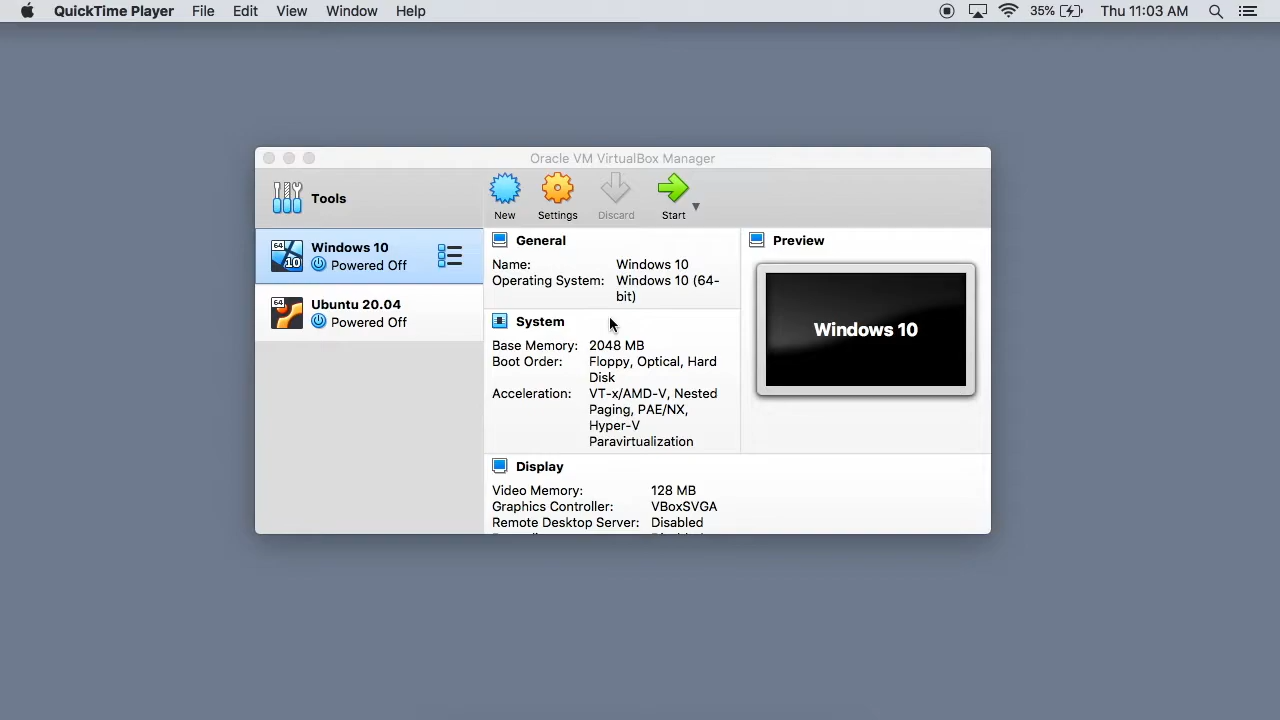 QuickTime Player File Edit View Window Help 35% Thu 11:03 AM
Oracle VM VirtualBox Manager
Tools
New Settings Discard Start
64 10 Windows 10
Powered Off
64 Ubuntu 20.04
Powered Off
General
Name: Windows 10
Operating System: Windows 10 (64-
bit)
System
Base Memory: 2048 MB
Boot Order: Floppy, Optical, Hard
Disk
Acceleration: VT-x/AMD-V, Nested
Paging, PAE/NX,
Hyper-V
Paravirtualization
Display
Video Memory: 128 MB
Graphics Controller: VBoxSVGA
Remote Desktop Server: Disabled
Preview
Windows 10